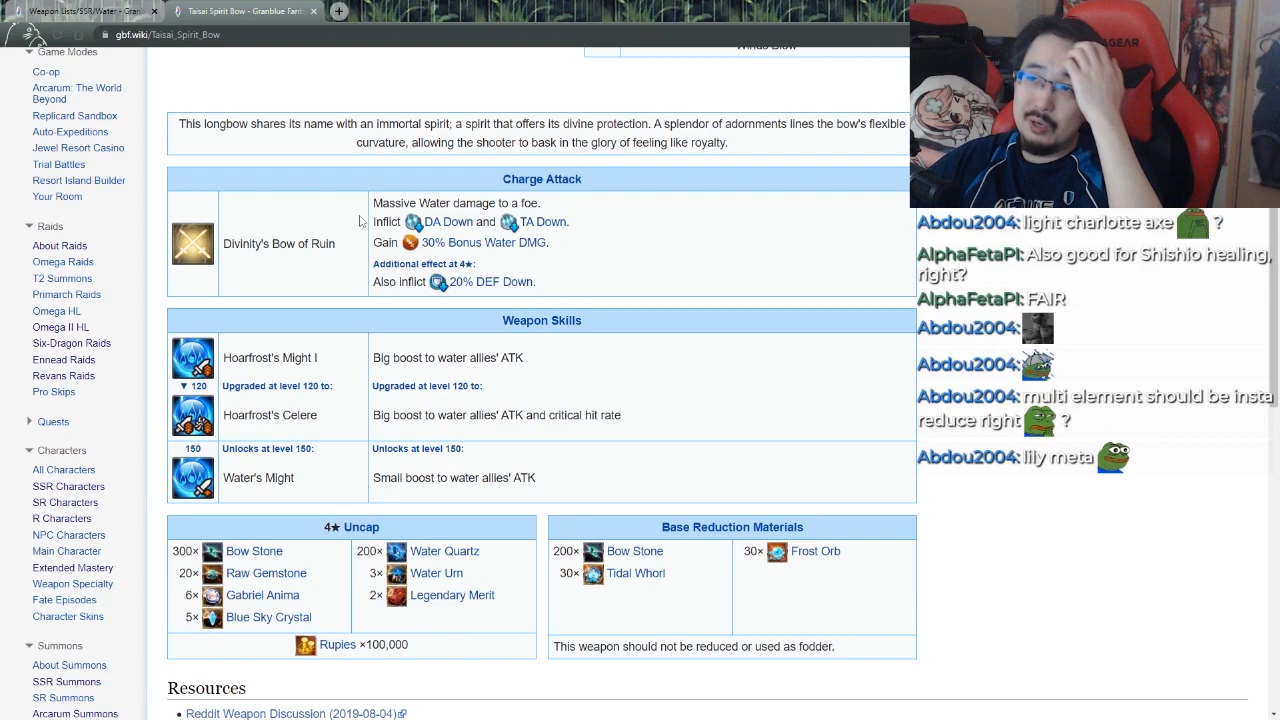 Weapon Lists/SSR/Water - Gran
Taisai Spirit Bow - Granblue Fant
gbf.wiki/Taisai_Spirit_Bow
Game Modes
Co-op
Arcarum: The World
Beyond
Replicard Sandbox
Auto-Expeditions
Jewel Resort Casino
Trial Battles
Resort Island Builder
Your Room
Raids
About Raids
Omega Raids
T2 Summons
Primarch Raids
Omega HL
Omega II HL
Six-Dragon Raids
Ennead Raids
Revans Raids
Pro Skips
Quests
Characters
All Characters
SSR Characters
SR Characters
R Characters
NPC Characters
Main Character
Extended Mastery
Weapon Specialty
Fate Episodes
Character Skins
Summons
About Summons
SSR Summons
SR Summons
Arcarum Summons
This longbow shares its name with an immortal spirit; a spirit that offers its divine protection. A splendor of adornments lines the bow's flexible
curvature, allowing the shooter to bask in the glory of feeling like royalty.
Charge Attack
Divinity's Bow of Ruin
Massive Water damage to a foe.
Inflict DA Down and TA Down.
Gain 30% Bonus Water DMG.
Additional effect at 4★:
Also inflict 20% DEF Down.
Weapon Skills
Hoarfrost's Might I
Big boost to water allies' ATK
▼ 120 Upgraded at level 120 to: Upgraded at level 120 to:
Hoarfrost's Celere
Big boost to water allies' ATK and critical hit rate
150 Unlocks at level 150: Unlocks at level 150:
Water's Might
Small boost to water allies' ATK
4★ Uncap
300× Bow Stone
20× Raw Gemstone
6× Gabriel Anima
5× Blue Sky Crystal
200× Water Quartz
3× Water Urn
2× Legendary Merit
Rupies ×100,000
Base Reduction Materials
200× Bow Stone
30× Tidal Whorl
30× Frost Orb
This weapon should not be reduced or used as fodder.
Resources
Reddit Weapon Discussion (2019-08-04)
Abdou2004: light charlotte axe ?
AlphaFetaPI: Also good for Shishio healing,
right?
AlphaFetaPI: FAIR
Abdou2004:
Abdou2004:
Abdou2004: multi element should be insta
reduce right ?
Abdou2004: lily meta